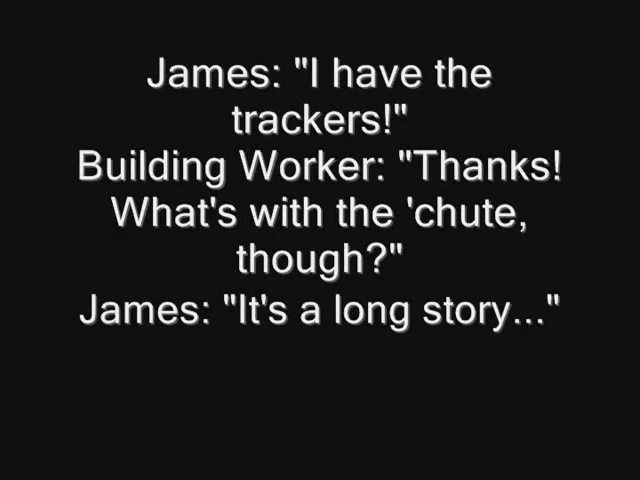 James: "I have the
trackers!"
Building Worker: "Thanks!
What's with the 'chute,
though?"
James: "It's a long story..."